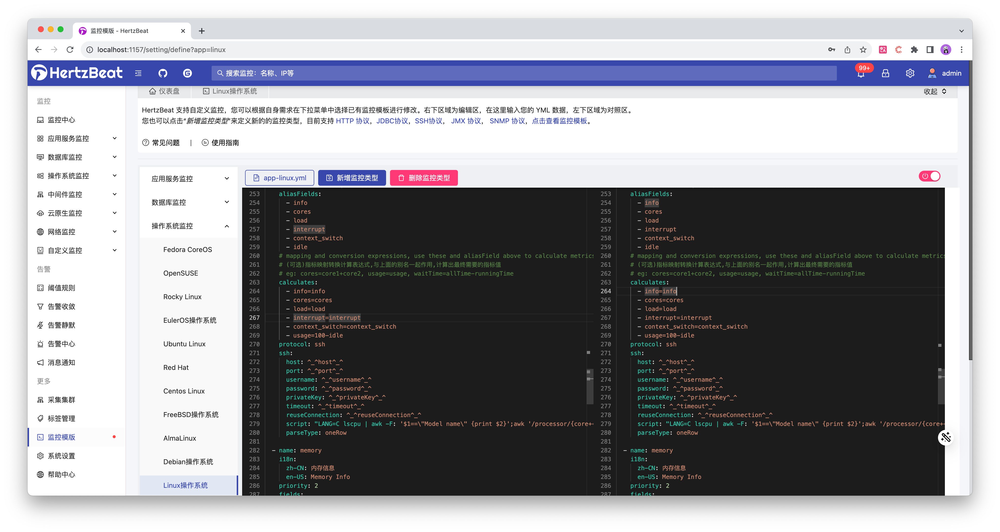 监控模版 - HertzBeat
localhost:1157/setting/define?app=linux
HertzBeat
搜索监控：名称、IP等
99+
admin
监控
监控中心
应用服务监控
数据库监控
操作系统监控
中间件监控
云原生监控
网络监控
自定义监控
告警
阈值规则
告警收敛
告警静默
告警中心
消息通知
更多
采集集群
标签管理
监控模版
系统设置
帮助中心
仪表盘
Linux操作系统
收起
HertzBeat 支持自定义监控，您可以根据自身需求在下拉菜单中选择已有监控模板进行修改。右下区域为编辑区，在这里输入您的 YML 数据，左下区域为对照区。
您也可以点击“新增监控类型”来定义新的的监控类型，目前支持 HTTP 协议，JDBC协议，SSH协议， JMX 协议， SNMP 协议，点击查看监控模板。
常见问题 | 使用指南
应用服务监控
数据库监控
操作系统监控
Fedora CoreOS
OpenSUSE
Rocky Linux
EulerOS操作系统
Ubuntu Linux
Red Hat
Centos Linux
FreeBSD操作系统
AlmaLinux
Debian操作系统
Linux操作系统
app-linux.yml
新增监控类型
删除监控类型
253 aliasFields:
254 - info
255 - cores
256 - load
257 - interrupt
258 - context_switch
259 - idle
260 # mapping and conversion expressions, use these and aliasField above to calculate metrics
261 # (可选)指标映射转换计算表达式,与上面的别名一起作用,计算出最终需要的指标值
262 # eg: cores=core1+core2, usage=usage, waitTime=allTime-runningTime
263 calculates:
264 - info=info
265 - cores=cores
266 - load=load
267 - interrupt=interrupt
268 - context_switch=context_switch
269 - usage=100-idle
270 protocol: ssh
271 ssh:
272 host: ^_^host^_^
273 port: ^_^port^_^
274 username: ^_^username^_^
275 password: ^_^password^_^
276 privateKey: ^_^privateKey^_^
277 timeout: ^_^timeout^_^
278 reuseConnection: ^_^reuseConnection^_^
279 script: "LANG=C lscpu | awk -F: '$1==\"Model name\" {print $2}';awk '/processor/{core++
280 parseType: oneRow
281
282 - name: memory
283 i18n:
284 zh-CN: 内存信息
285 en-US: Memory Info
286 priority: 2
287 fields:
253 aliasFields:
254 - info
255 - cores
256 - load
257 - interrupt
258 - context_switch
259 - idle
260 # mapping and conversion expressions, use these and aliasField above to calculate metrics
261 # (可选)指标映射转换计算表达式,与上面的别名一起作用,计算出最终需要的指标值
262 # eg: cores=core1+core2, usage=usage, waitTime=allTime-runningTime
263 calculates:
264 - info=info
265 - cores=cores
266 - load=load
267 - interrupt=interrupt
268 - context_switch=context_switch
269 - usage=100-idle
270 protocol: ssh
271 ssh:
272 host: ^_^host^_^
273 port: ^_^port^_^
274 username: ^_^username^_^
275 password: ^_^password^_^
276 privateKey: ^_^privateKey^_^
277 timeout: ^_^timeout^_^
278 reuseConnection: ^_^reuseConnection^_^
279 script: "LANG=C lscpu | awk -F: '$1==\"Model name\" {print $2}';awk '/processor/{core+
280 parseType: oneRow
281
282 - name: memory
283 i18n:
284 zh-CN: 内存信息
285 en-US: Memory Info
286 priority: 2
287 fields: